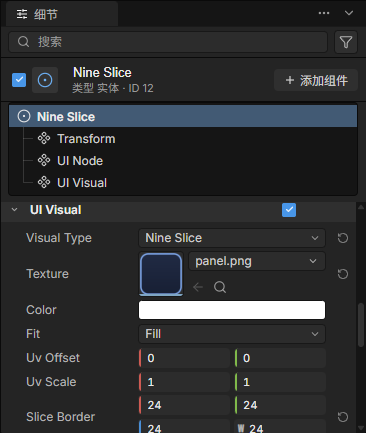 细节
搜索
Nine Slice
类型 实体 · ID 12
+ 添加组件
Nine Slice
Transform
UI Node
UI Visual
UI Visual
Visual Type Nine Slice
Texture panel.png
Color
Fit Fill
Uv Offset 0 0
Uv Scale 1 1
24 24
Slice Border
24 W 24